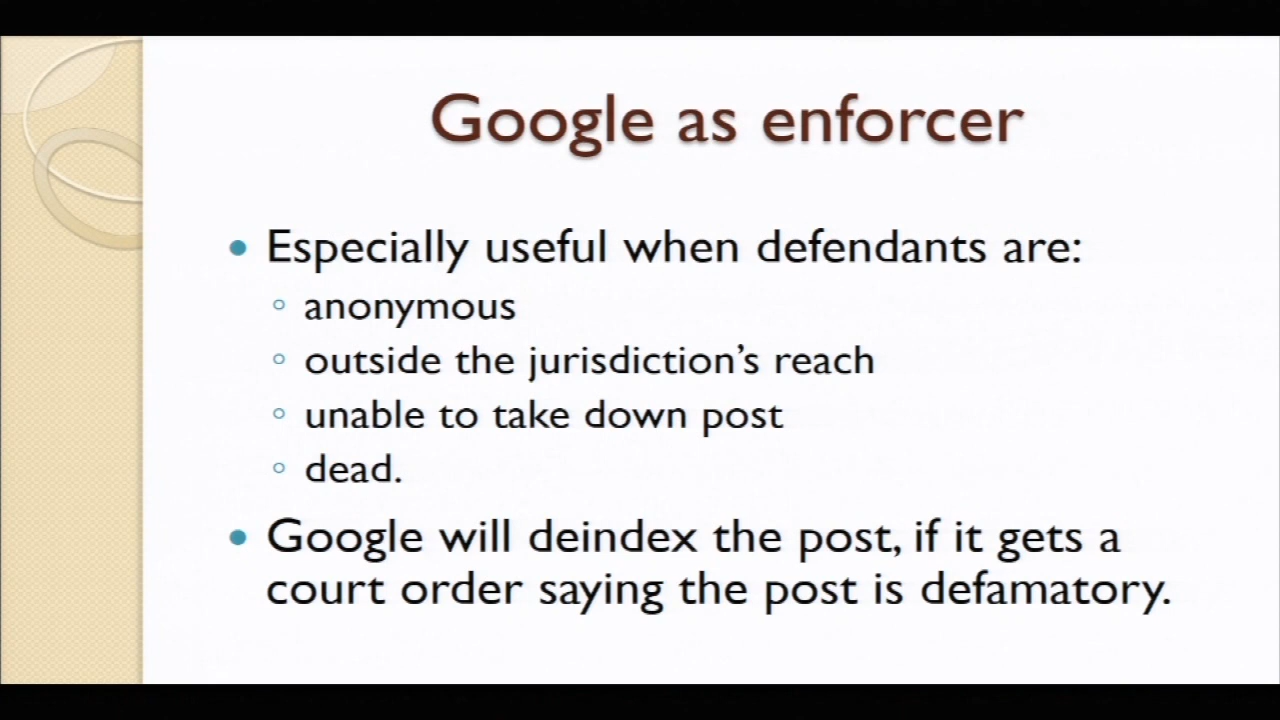 Google as enforcer
Especially useful when defendants are:
anonymous
outside the jurisdiction’s reach
unable to take down post
dead.
Google will deindex the post, if it gets a
court order saying the post is defamatory.